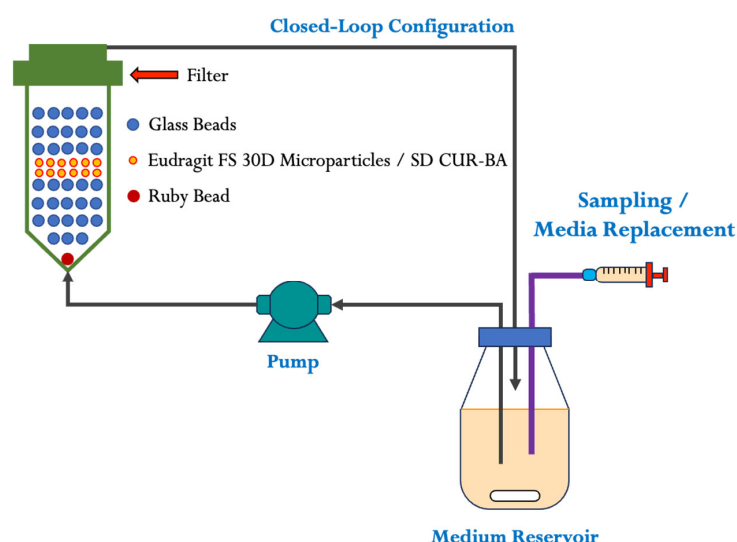 Closed-Loop Configuration
Filter
Glass Beads
Eudragit FS 30D Microparticles / SD CUR-BA
Ruby Bead
Sampling /
Media Replacement
Pump
Medium Reservoir